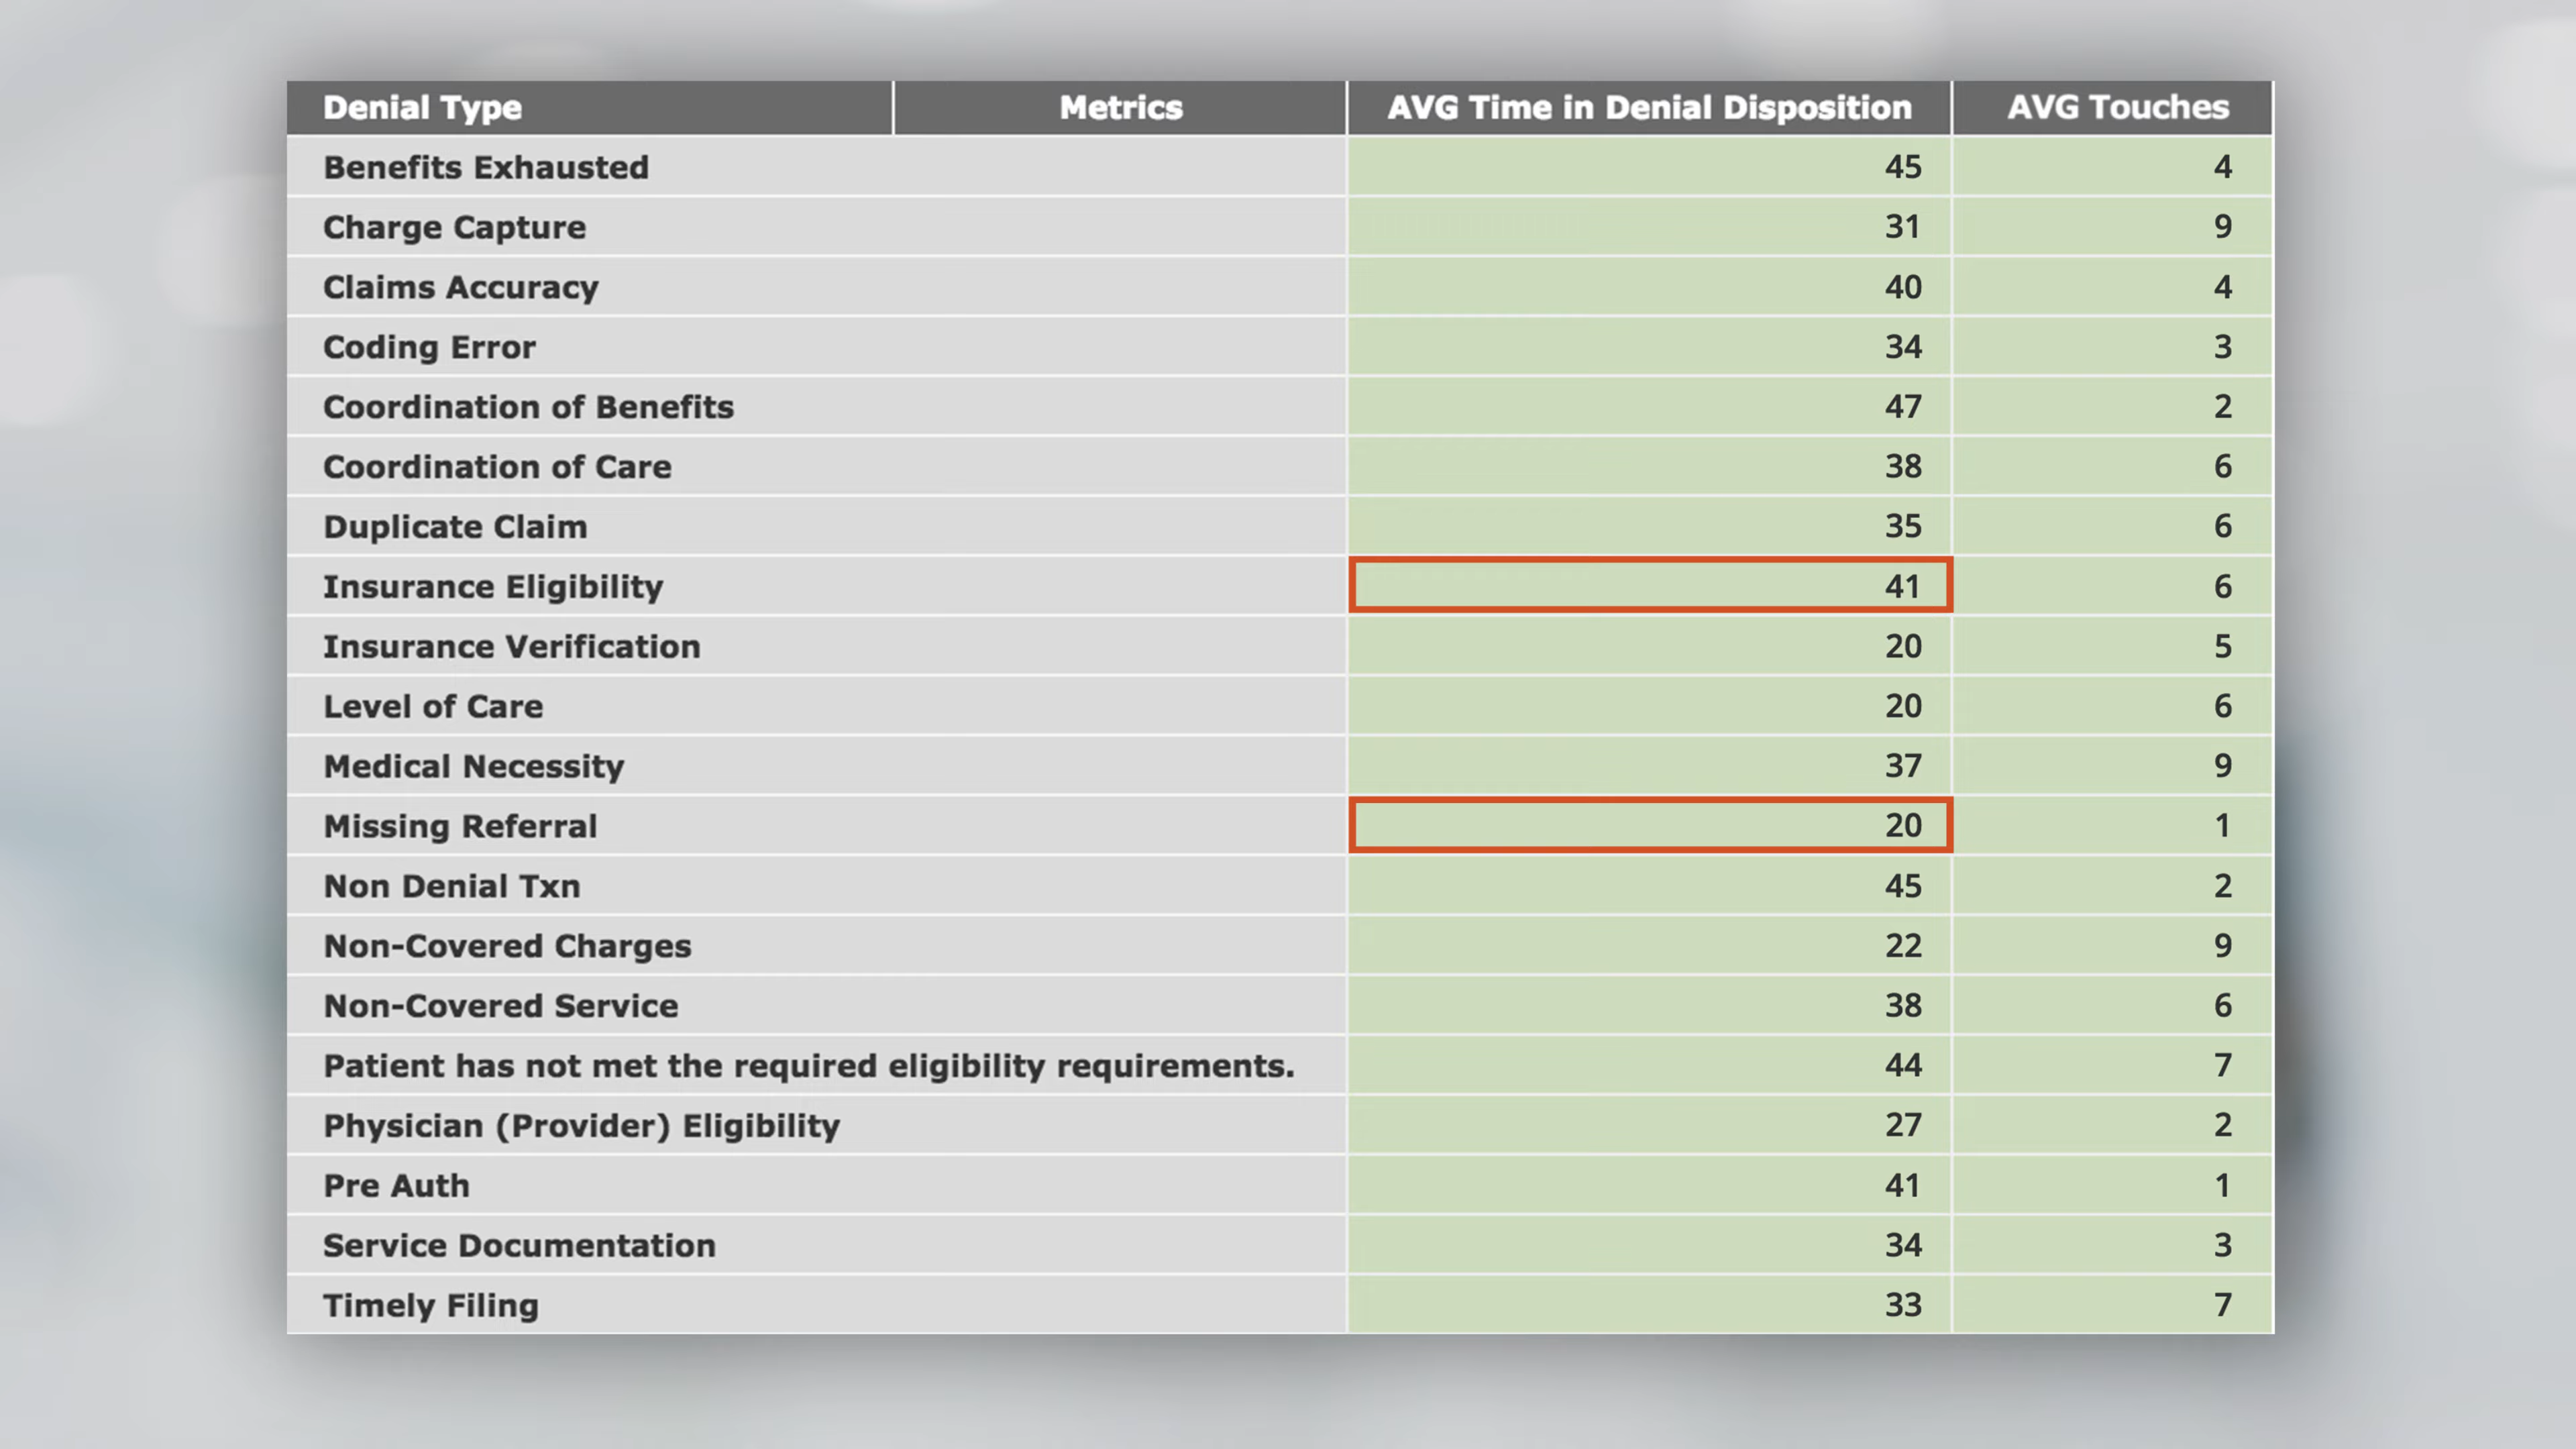 Denial Type Metrics AVG Time in Denial Disposition AVG Touches
Benefits Exhausted 45 4
Charge Capture 31 9
Claims Accuracy 40 4
Coding Error 34 3
Coordination of Benefits 47 2
Coordination of Care 38 6
Duplicate Claim 35 6
Insurance Eligibility 41 6
Insurance Verification 20 5
Level of Care 20 6
Medical Necessity 37 9
Missing Referral 20 1
Non Denial Txn 45 2
Non-Covered Charges 22 9
Non-Covered Service 38 6
Patient has not met the required eligibility requirements. 44 7
Physician (Provider) Eligibility 27 2
Pre Auth 41 1
Service Documentation 34 3
Timely Filing 33 7